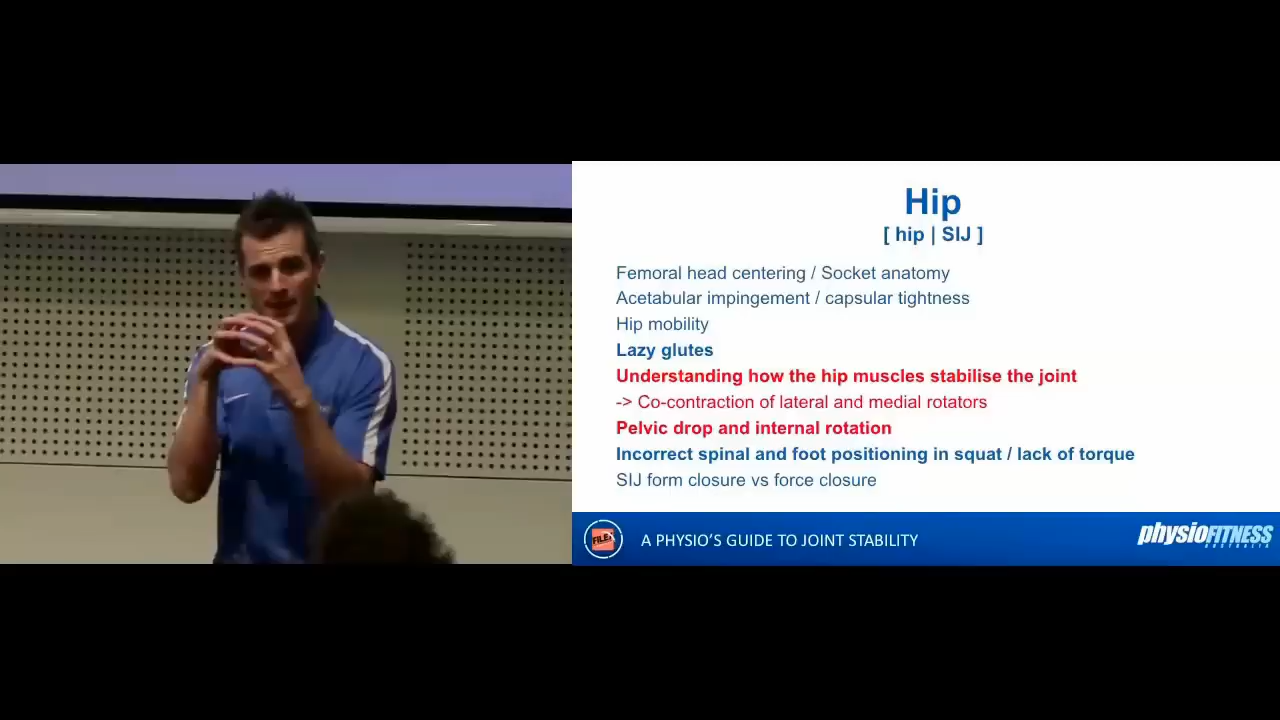 Hip
[ hip | SIJ ]
Femoral head centering / Socket anatomy
Acetabular impingement / capsular tightness
Hip mobility
Lazy glutes
Understanding how the hip muscles stabilise the joint
-> Co-contraction of lateral and medial rotators
Pelvic drop and internal rotation
Incorrect spinal and foot positioning in squat / lack of torque
SIJ form closure vs force closure
FILEX
A PHYSIO'S GUIDE TO JOINT STABILITY
physioFITNESS
AUSTRALIA